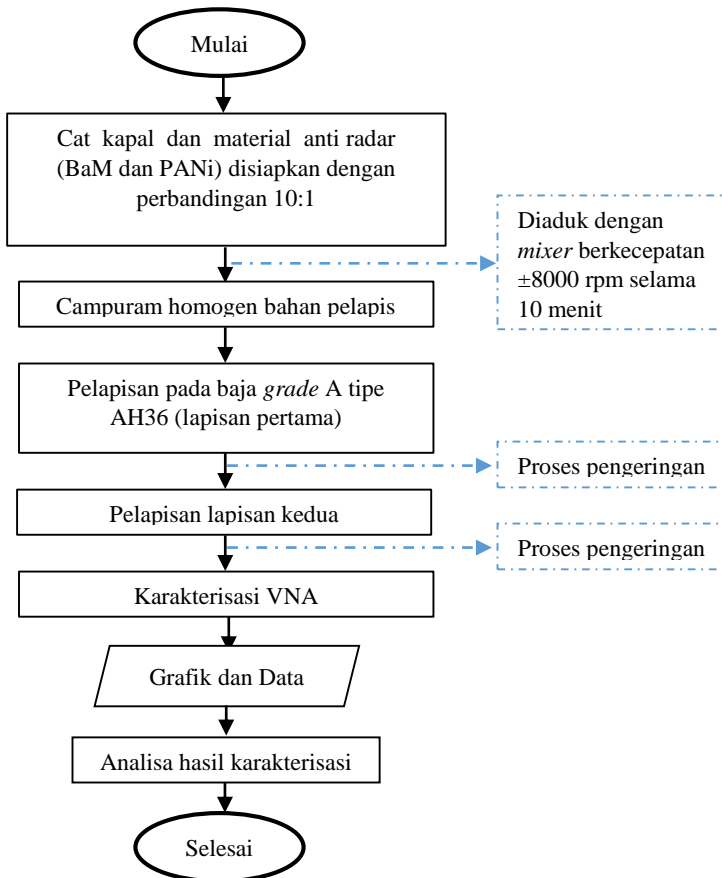 Mulai
Cat kapal dan material anti radar
(BaM dan PANi) disiapkan dengan
perbandingan 10:1
Diaduk dengan
mixer berkecepatan
±8000 rpm selama
10 menit
Campuram homogen bahan pelapis
Pelapisan pada baja grade A tipe
AH36 (lapisan pertama)
Proses pengeringan
Pelapisan lapisan kedua
Proses pengeringan
Karakterisasi VNA
Grafik dan Data
Analisa hasil karakterisasi
Selesai